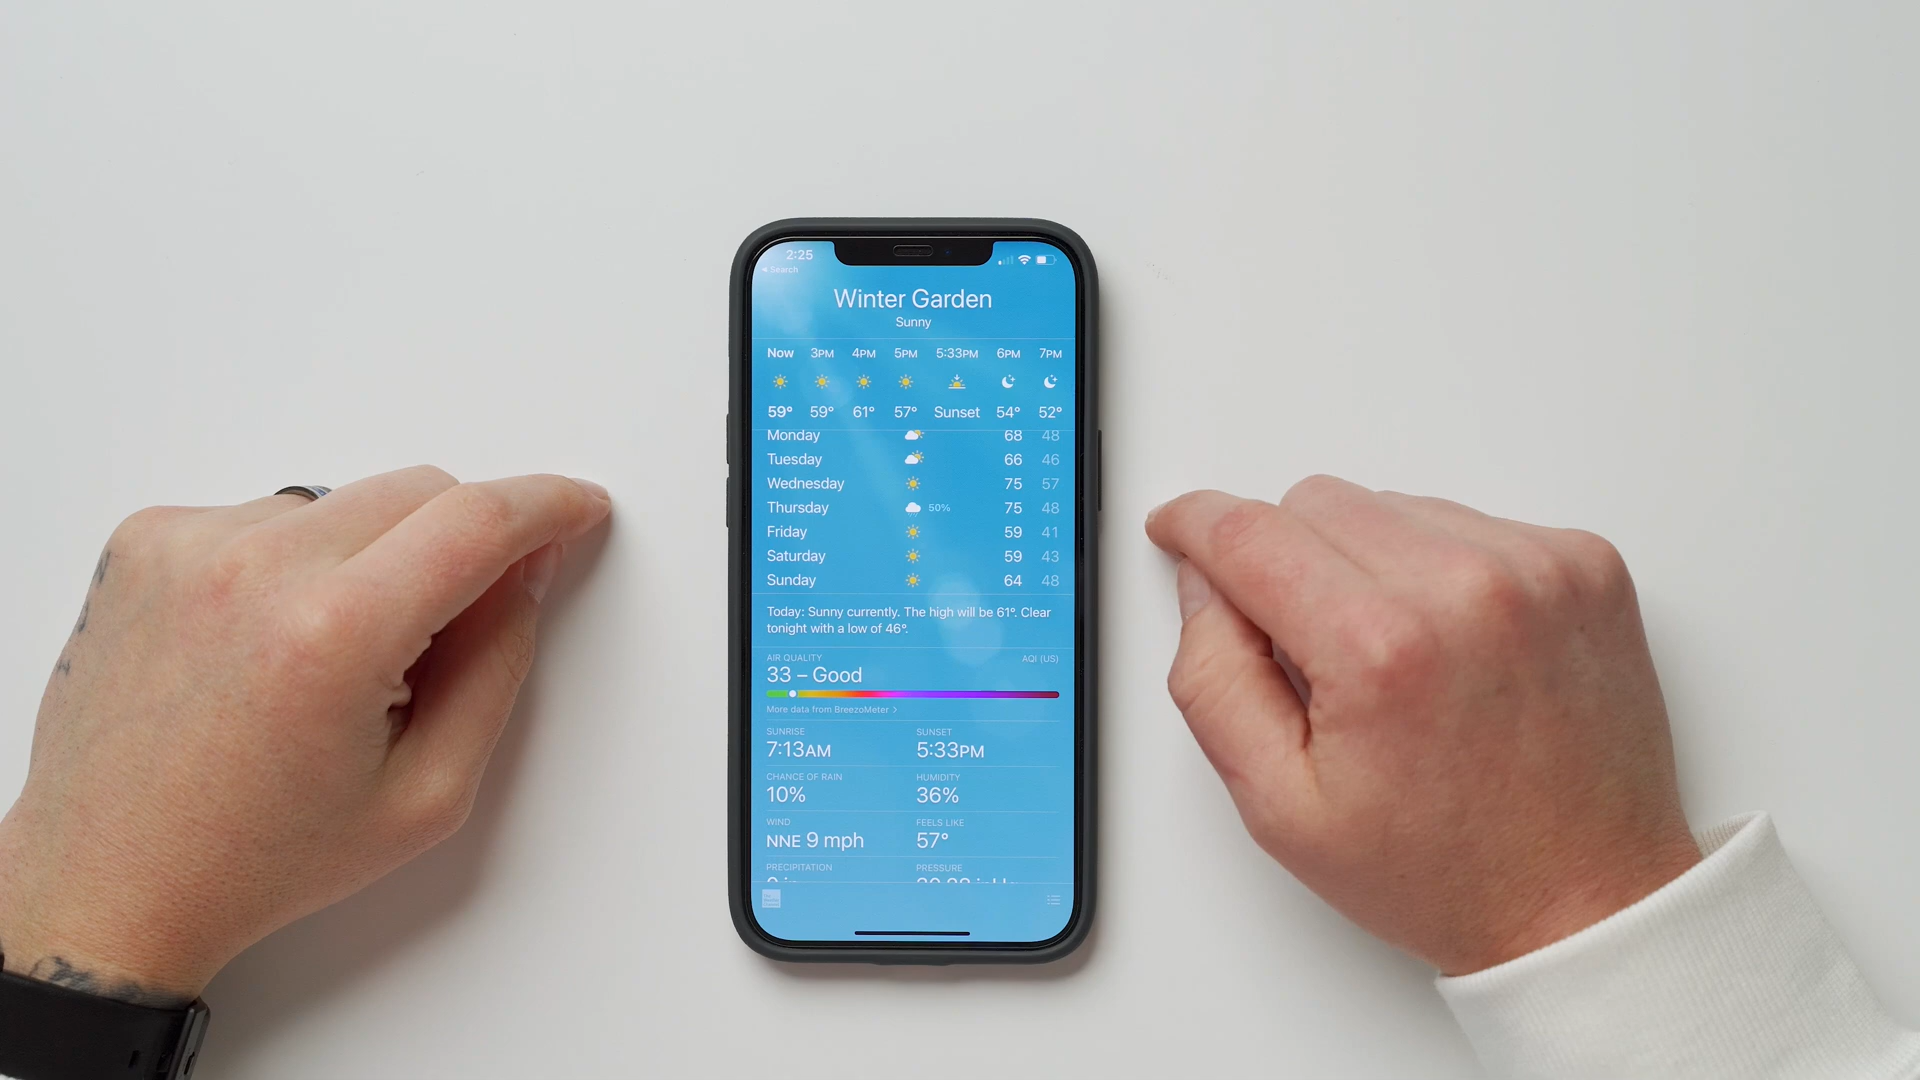 2:25
Search
Winter Garden
Sunny
Now 3PM 4PM 5PM 5:33PM 6PM 7PM
59° 59° 61° 57° Sunset 54° 52°
Monday 68 48
Tuesday 66 46
Wednesday 75 57
Thursday 50% 75 48
Friday 59 41
Saturday 59 43
Sunday 64 48
Today: Sunny currently. The high will be 61°. Clear
tonight with a low of 46°.
AIR QUALITY AQI (US)
33 – Good
More data from BreezoMeter
SUNRISE SUNSET
7:13AM 5:33PM
CHANCE OF RAIN HUMIDITY
10% 36%
WIND FEELS LIKE
NNE 9 mph 57°
PRECIPITATION PRESSURE